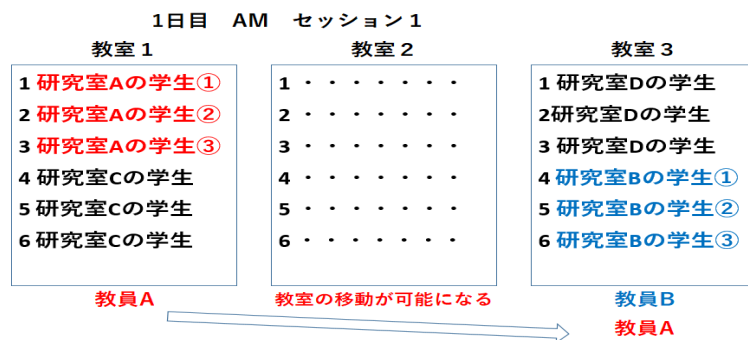 1日目　AM　セッション１
教室１
1 研究室Aの学生①
2 研究室Aの学生②
3 研究室Aの学生③
4 研究室Cの学生
5 研究室Cの学生
6 研究室Cの学生
教員A
教室２
1 ・・・・・・・
2 ・・・・・・・
3 ・・・・・・・
4 ・・・・・・・
5 ・・・・・・・
6 ・・・・・・・
教室の移動が可能になる
教室３
1 研究室Dの学生
2研究室Dの学生
3 研究室Dの学生
4 研究室Bの学生①
5 研究室Bの学生②
6 研究室Bの学生③
教員B
教員A